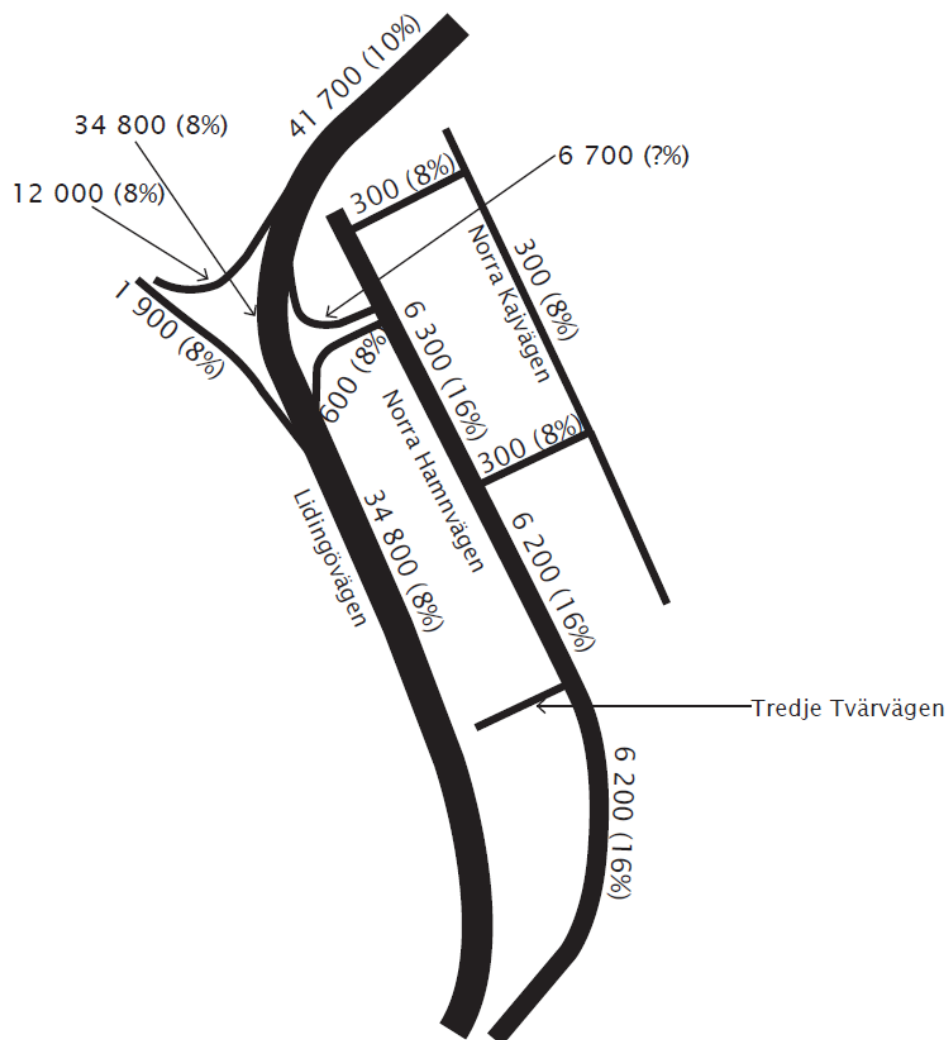 41 700 (10%)
34 800 (8%)
6 700 (?%)
12 000 (8%)
300 (8%)
1 900 (8%)
300 (8%)
Norra Kajvägen
6 300 (16%)
600 (8%
Norra Hamnvägen
300 (8%)
Lidingövägen
34 800 (8%)
6 200 (16%)
Tredje Tvärvägen
6 200 (16%)